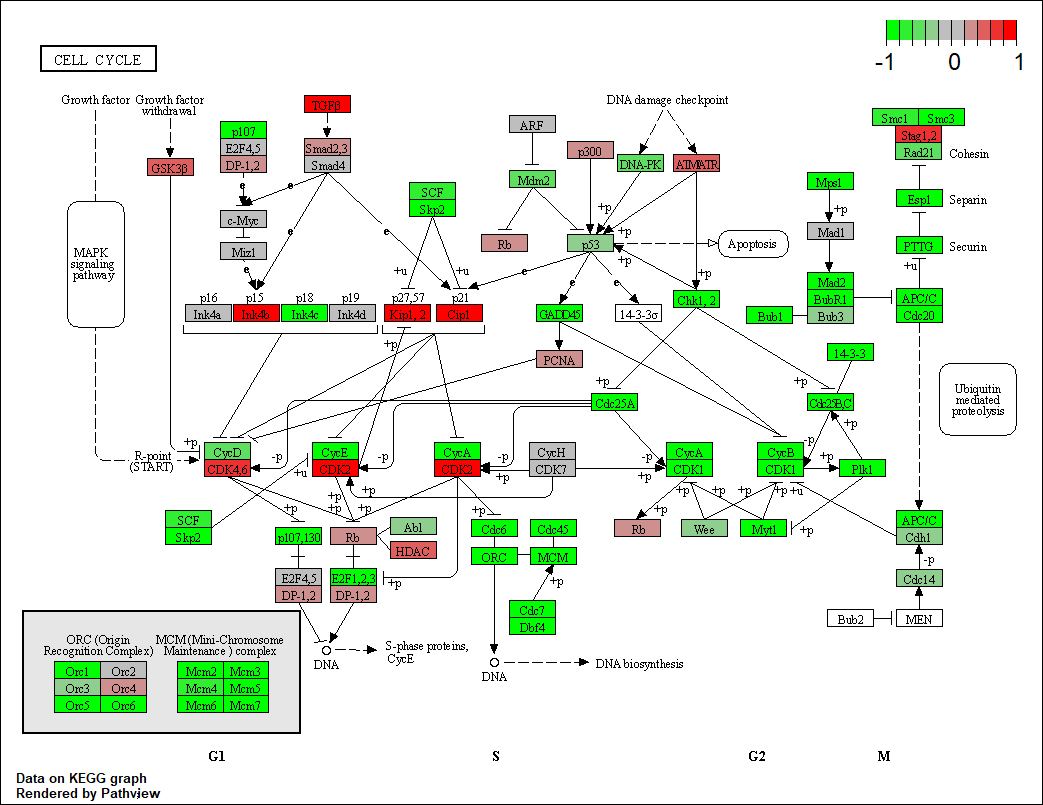 CELL CYCLE
-1 0 1
Growth factor
Growth factor
withdrawal
TGFβ
DNA damage checkpoint
p107
E2F4,5
DP-1,2
Smad2,3
Smad4
GSK3β
ARF
p300
Mdm2
DNA-PK
ATMATR
Smc1
Smc3
Stag1,2
Rad21
Cohesin
e
e
c-Myc
Miz1
SCF
Skp2
Rb
p53
+p
+p
Apoptosis
Mps1
+p
Mad1
Esp1
Separin
PTTG
Securin
MAPK
signaling
pathway
e
e
+u
+u
e
e
e
+p
+u
p16
Ink4a
p15
Ink4b
p18
Ink4c
p19
Ink4d
p27,57
Kip1, 2
p21
Cip1
GADD45
14-3-3σ
Chk1, 2
Mad2
BubR1
Bub3
Bub1
APC/C
Cdc20
+p
PCNA
14-3-3
+p
+p
Cdc25A
Cdc25B,C
Ubiquitin
mediated
proteolysis
R-point
(START)
+p
CycD
CDK4,6
-p
+u
CycE
CDK2
-p
CycA
CDK2
-p
+p
CycH
CDK7
+p
CycA
CDK1
CycB
CDK1
-p
+p
+p
Plk1
SCF
Skp2
+p
+p
+p
+p
p107,130
Rb
Abl
HDAC
+p
Cdc6
Cdc45
ORC
MCM
+p
+p
+p
+p
+u
Rb
Wee
Myt1
+p
APC/C
Cdh1
-p
Cdc14
E2F4,5
DP-1,2
E2F1,2,3
DP-1,2
+p
+p
Cdc7
Dbf4
Bub2
MEN
DNA
S-phase proteins,
CycE
DNA
DNA biosynthesis
ORC (Origin
Recognition Complex)
MCM (Mini-Chromosome
Maintenance ) complex
Orc1 Orc2
Orc3 Orc4
Orc5 Orc6
Mcm2 Mcm3
Mcm4 Mcm5
Mcm6 Mcm7
G1
S
G2
M
Data on KEGG graph
Rendered by Pathview